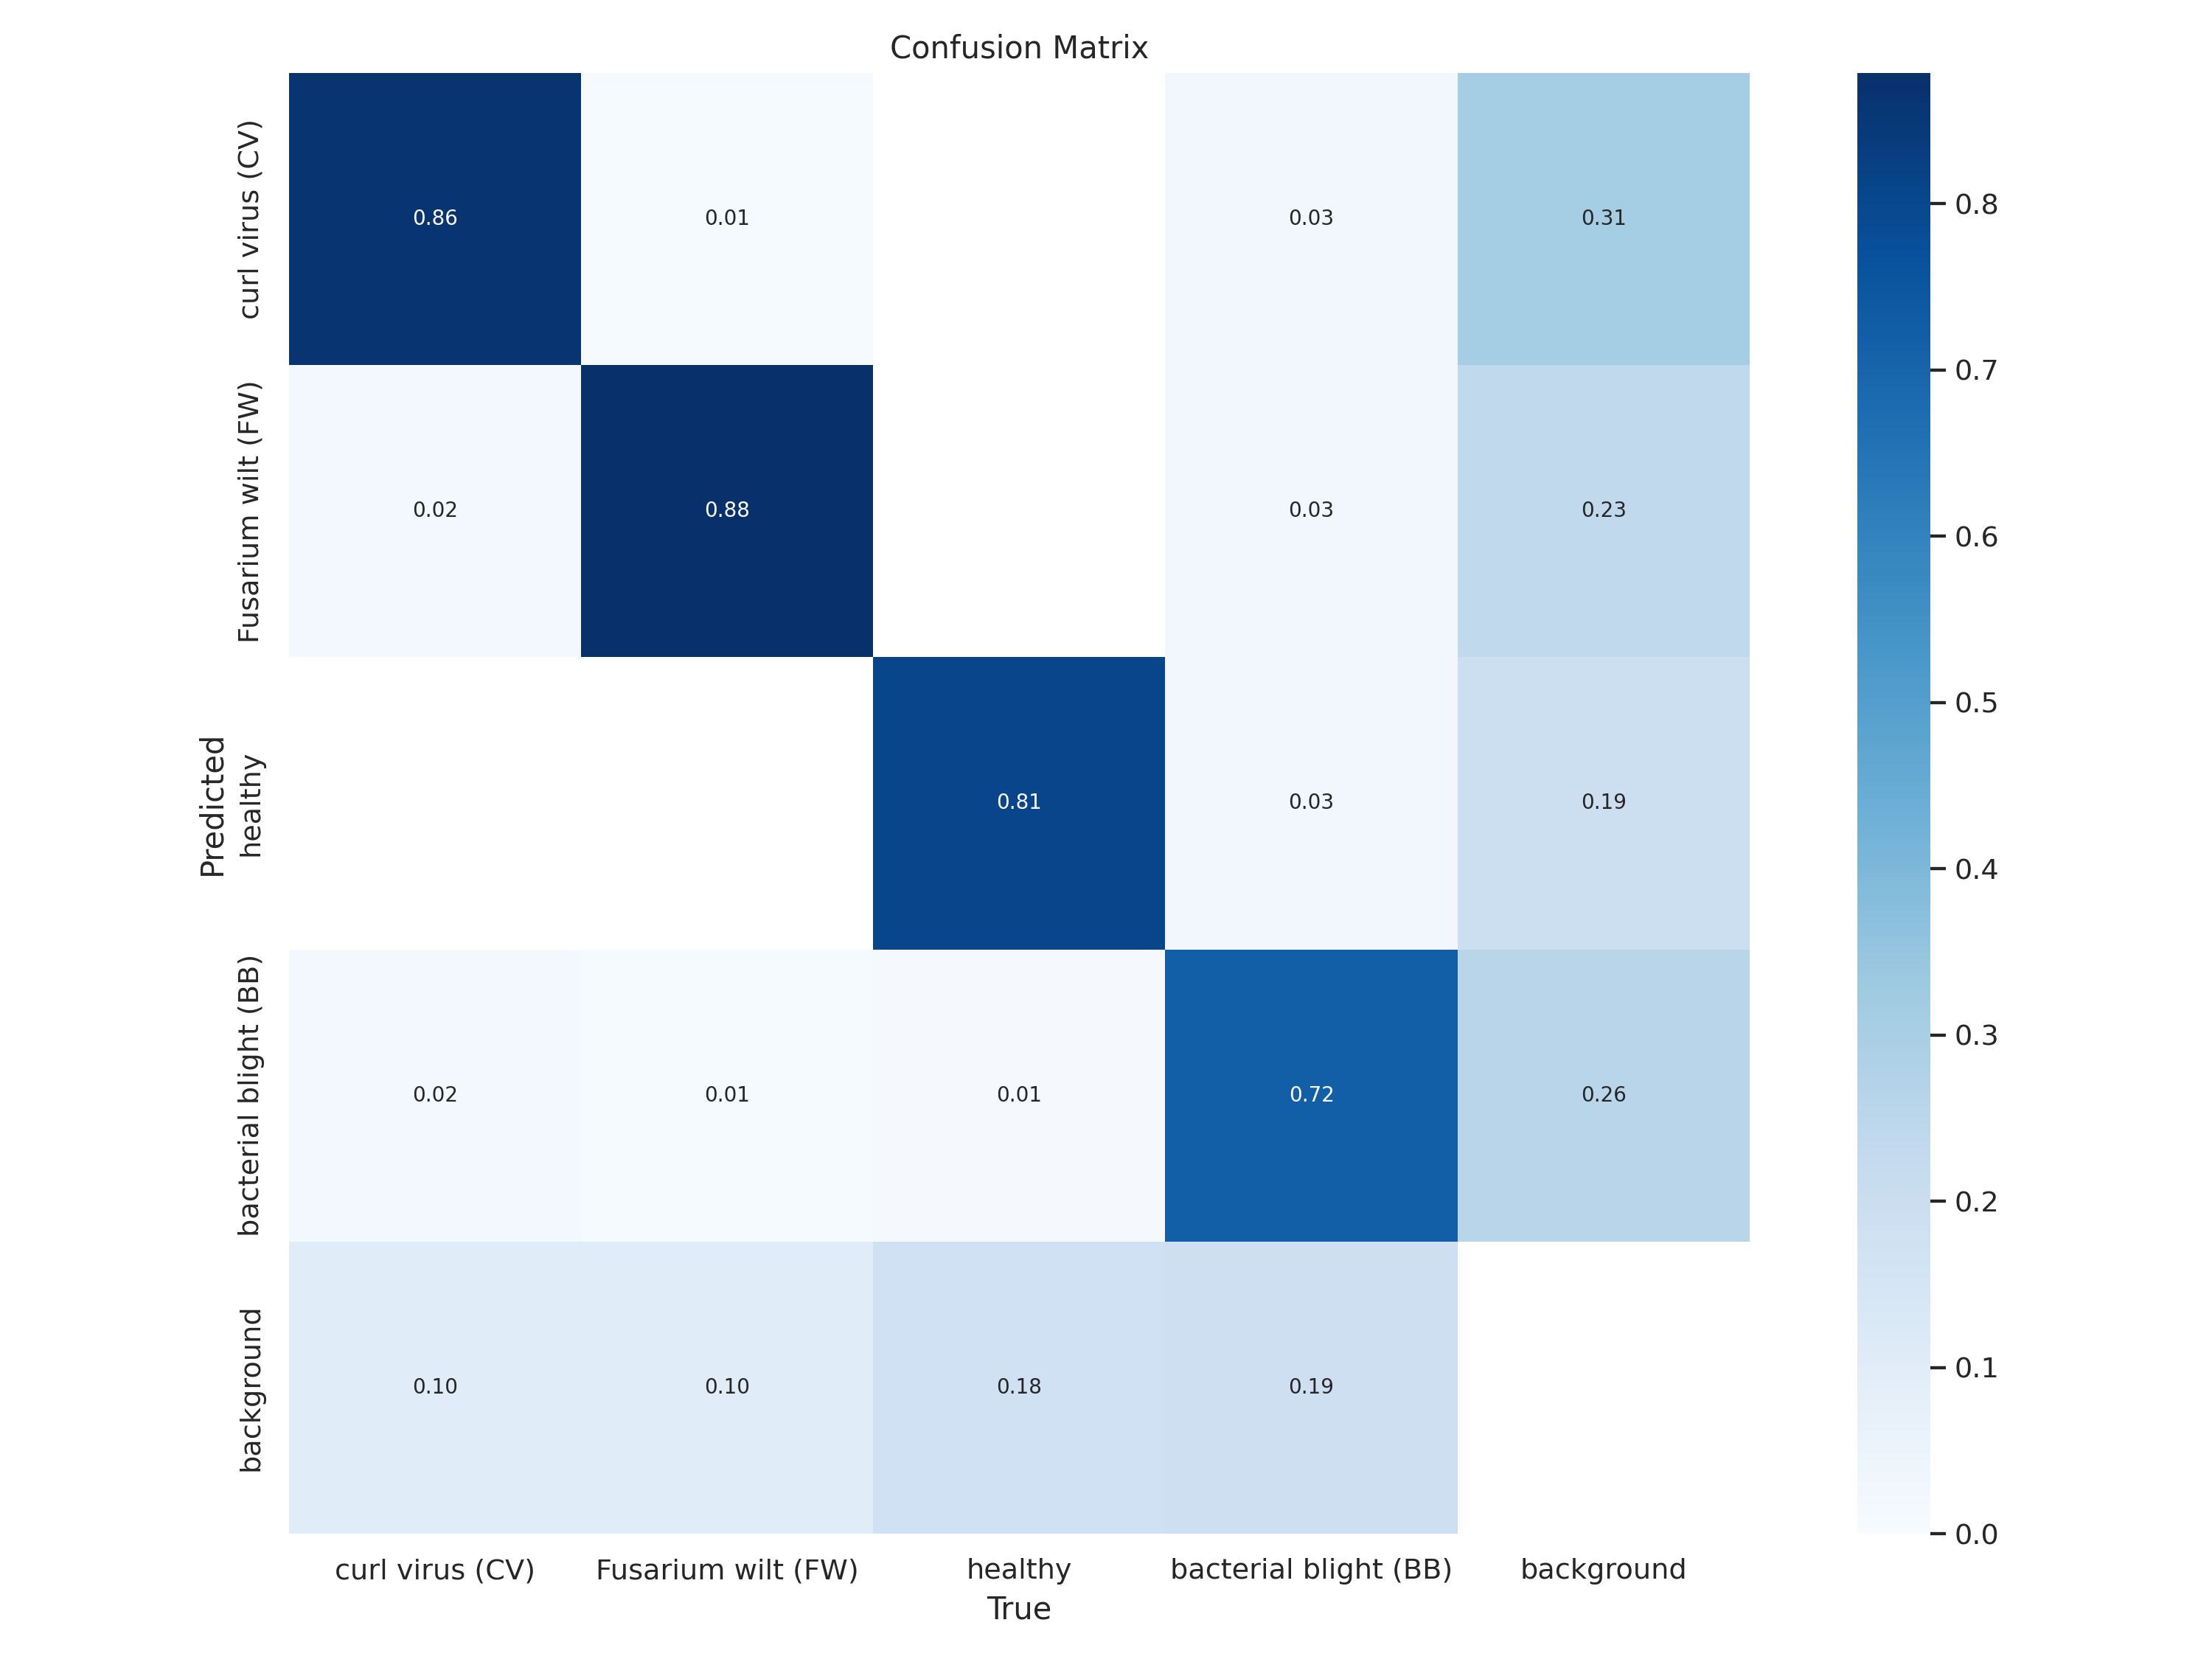 Confusion Matrix
curl virus (CV)
0.86
0.01
0.03
0.31
Fusarium wilt (FW)
0.02
0.88
0.03
0.23
Predicted
healthy
0.81
0.03
0.19
bacterial blight (BB)
0.02
0.01
0.01
0.72
0.26
background
0.10
0.10
0.18
0.19
curl virus (CV)
Fusarium wilt (FW)
healthy
bacterial blight (BB)
background
True
0.8
0.7
0.6
0.5
0.4
0.3
0.2
0.1
0.0